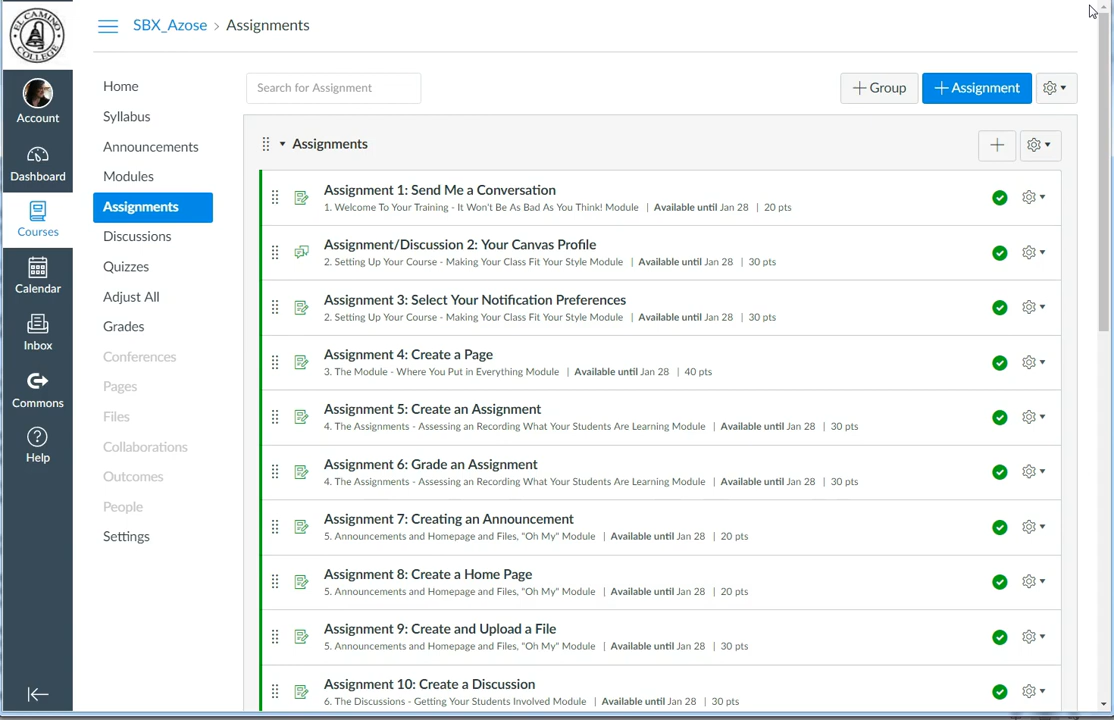 EL CAMINO COLLEGE
SBX_Azose > Assignments
Account
Dashboard
Courses
Calendar
Inbox
Commons
Help
Home
Syllabus
Announcements
Modules
Assignments
Discussions
Quizzes
Adjust All
Grades
Conferences
Pages
Files
Collaborations
Outcomes
People
Settings
Search for Assignment
+ Group
+ Assignment
Assignments
Assignment 1: Send Me a Conversation
1. Welcome To Your Training - It Won't Be As Bad As You Think! Module | Available until Jan 28 | 20 pts
Assignment/Discussion 2: Your Canvas Profile
2. Setting Up Your Course - Making Your Class Fit Your Style Module | Available until Jan 28 | 30 pts
Assignment 3: Select Your Notification Preferences
2. Setting Up Your Course - Making Your Class Fit Your Style Module | Available until Jan 28 | 30 pts
Assignment 4: Create a Page
3. The Module - Where You Put in Everything Module | Available until Jan 28 | 40 pts
Assignment 5: Create an Assignment
4. The Assignments - Assessing an Recording What Your Students Are Learning Module | Available until Jan 28 | 30 pts
Assignment 6: Grade an Assignment
4. The Assignments - Assessing an Recording What Your Students Are Learning Module | Available until Jan 28 | 30 pts
Assignment 7: Creating an Announcement
5. Announcements and Homepage and Files, "Oh My" Module | Available until Jan 28 | 20 pts
Assignment 8: Create a Home Page
5. Announcements and Homepage and Files, "Oh My" Module | Available until Jan 28 | 20 pts
Assignment 9: Create and Upload a File
5. Announcements and Homepage and Files, "Oh My" Module | Available until Jan 28 | 30 pts
Assignment 10: Create a Discussion
6. The Discussions - Getting Your Students Involved Module | Available until Jan 28 | 30 pts